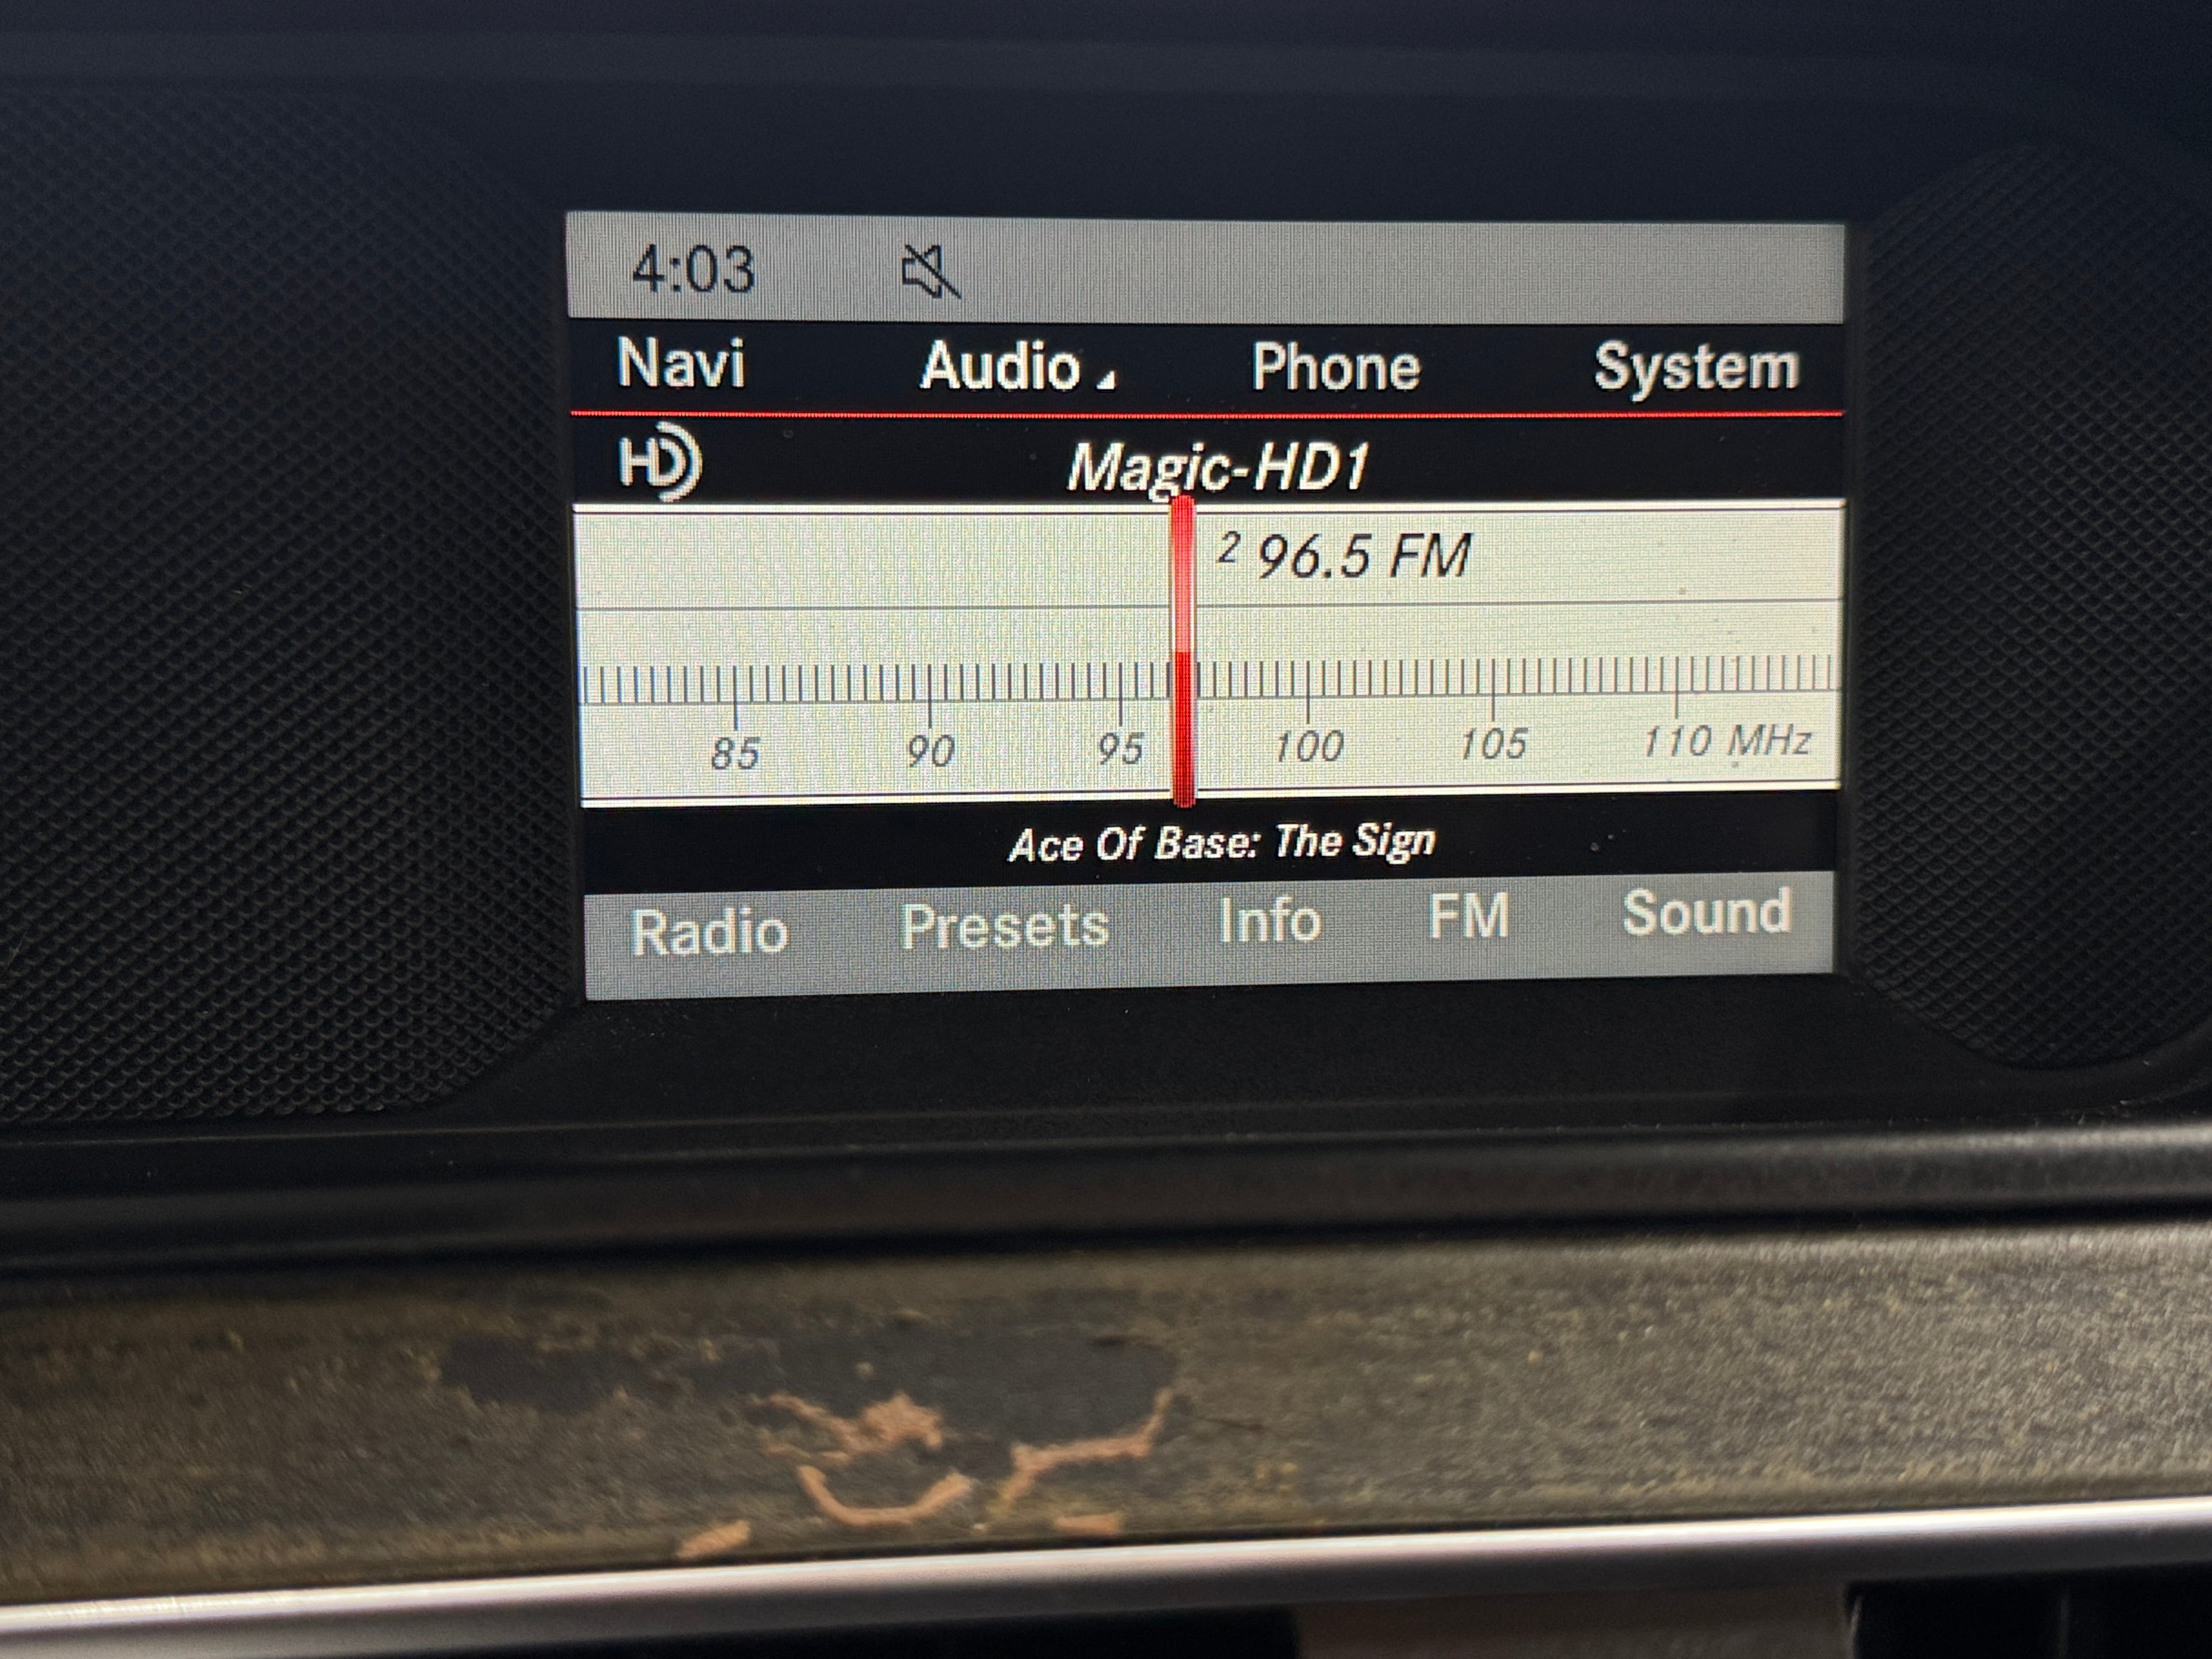 4:03
Navi Audio Phone System
HD Magic-HD1
2 96.5 FM
85 90 95 100 105 110 MHz
Ace Of Base: The Sign
Radio Presets Info FM Sound